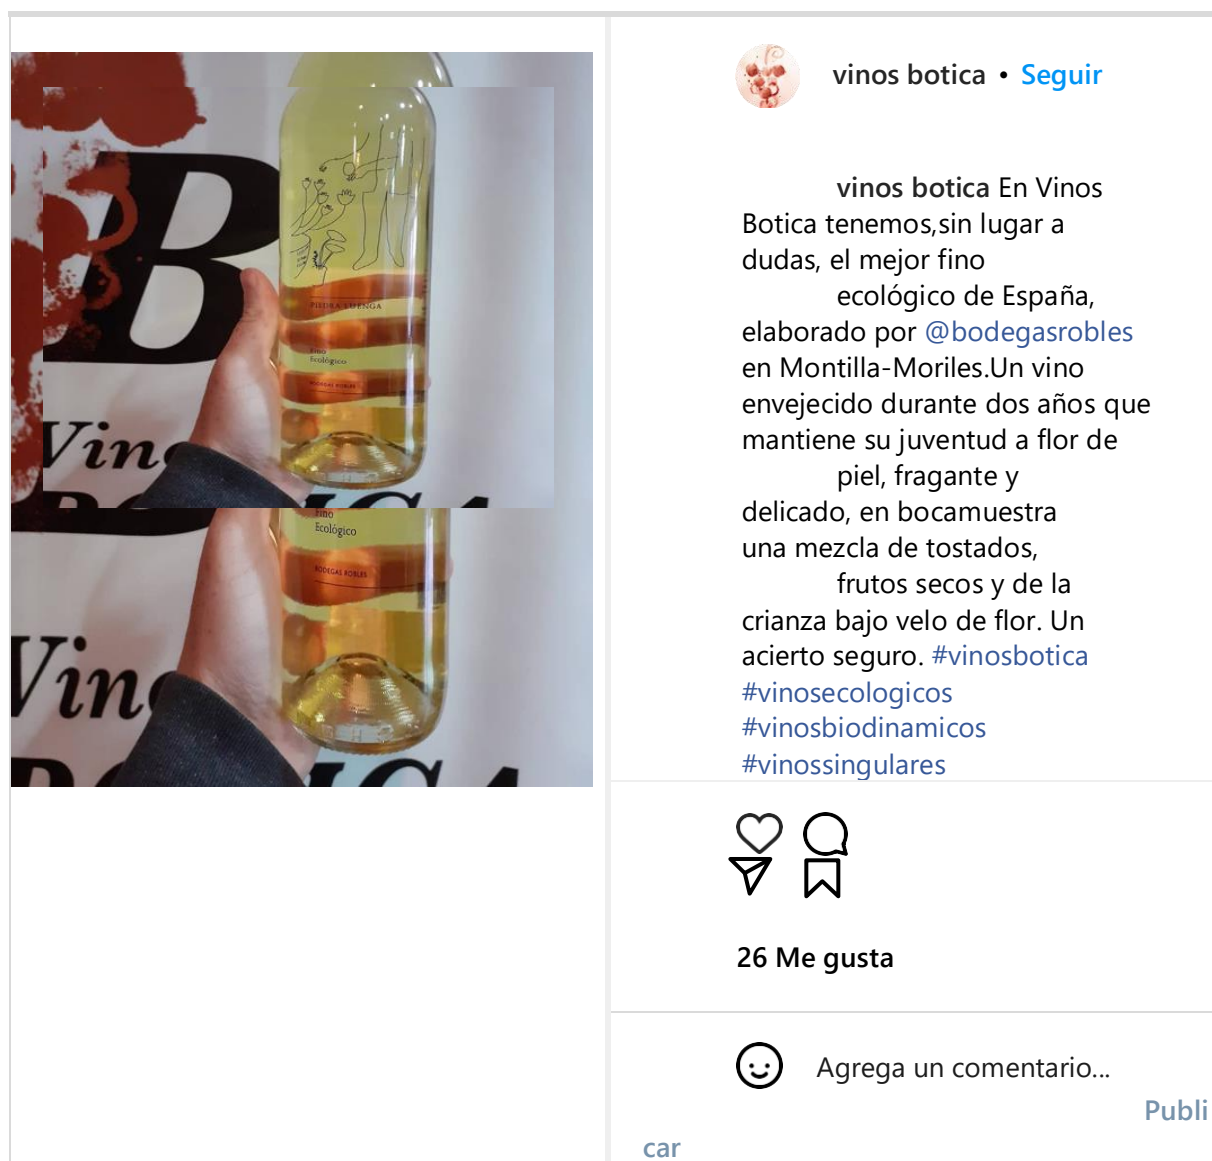 B
Vino
PIEDRA LUENGA
Fino
Ecológico
BODEGAS ROBLES
Fino
Ecológico
BODEGAS ROBLES
Vino
vinos botica • Seguir
vinos botica En Vinos
Botica tenemos,sin lugar a
dudas, el mejor fino
ecológico de España,
elaborado por @bodegasrobles
en Montilla-Moriles.Un vino
envejecido durante dos años que
mantiene su juventud a flor de
piel, fragante y
delicado, en bocamuestra
una mezcla de tostados,
frutos secos y de la
crianza bajo velo de flor. Un
acierto seguro. #vinosbotica
#vinosecologicos
#vinosbiodinamicos
#vinossingulares
26 Me gusta
Agrega un comentario...
Publi
car